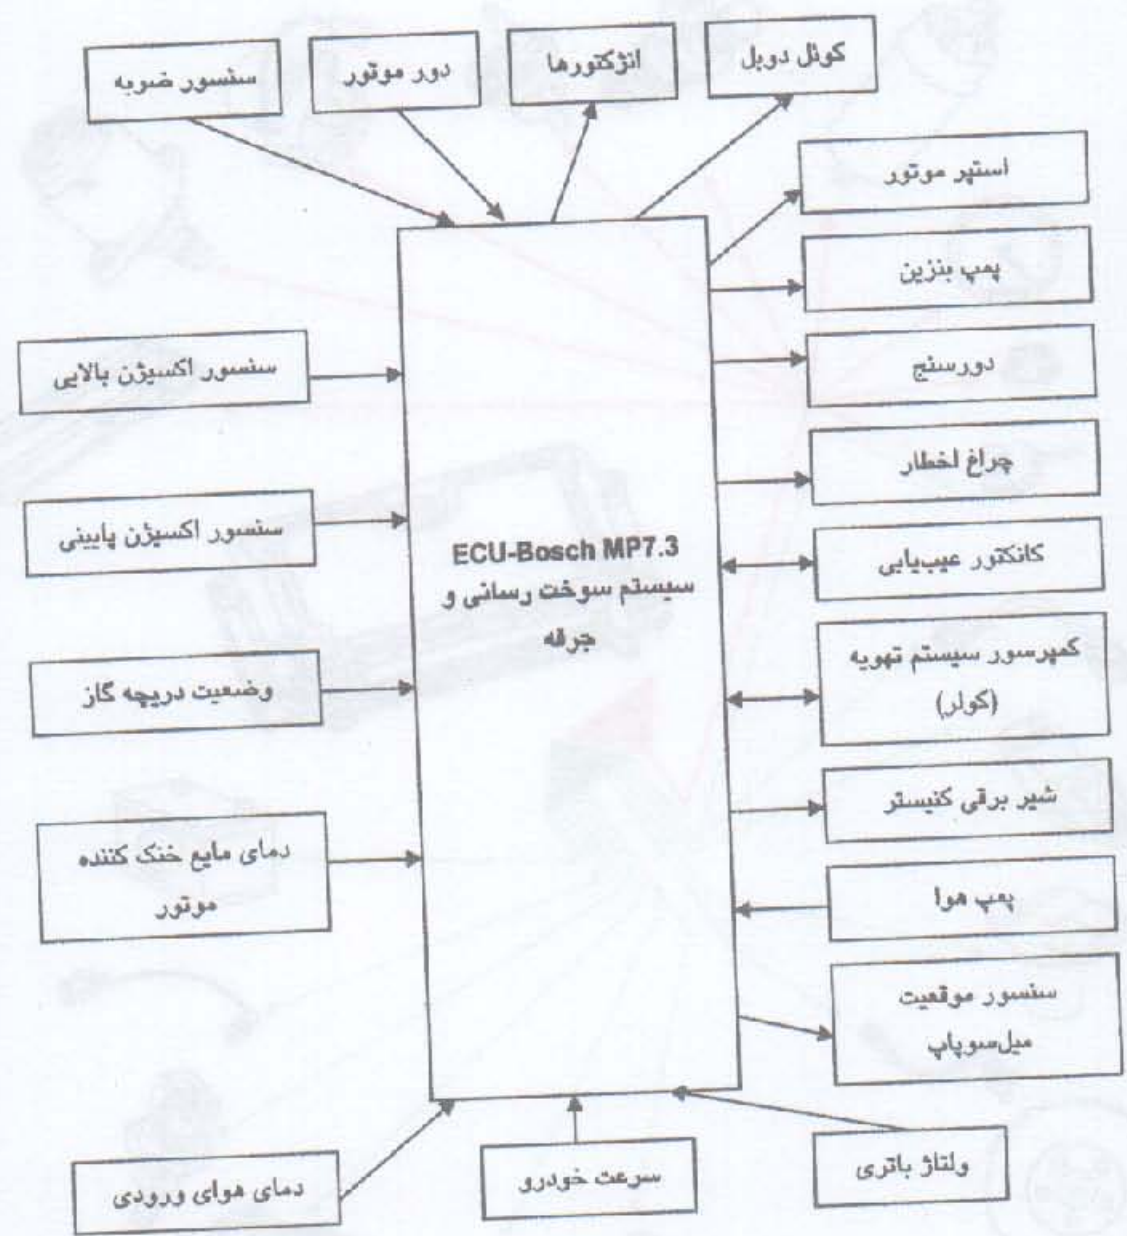 سنسور ضوبه
دور موتور
انژکتورها
کوئل دوبل
استپر موتور
پمپ بنزین
دورسنج
چراغ اخطار
کانکتور عیب‌یابی
کمپرسور سیستم تهویه
(کولر)
شیر برقی کنیستر
پمپ هوا
سنسور موقعیت
میل‌سوپاپ
سنسور اکسیژن بالایی
سنسور اکسیژن پایینی
وضعیت دریچه گاز
دمای مایع خنک کننده
موتور
ECU-Bosch MP7.3
سیستم سوخت رسانی و
جرقه
دمای هوای ورودی
سرعت خودرو
ولتاژ باتری